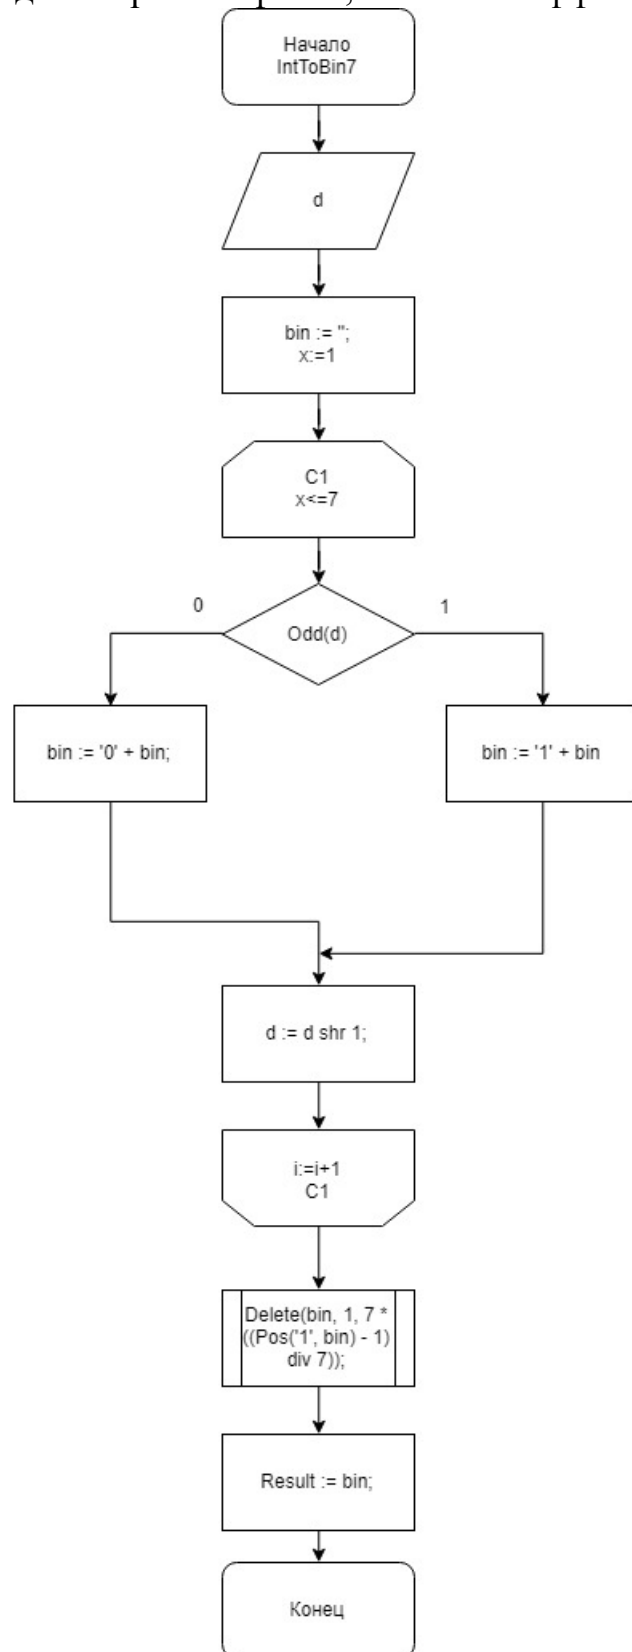 Начало
IntToBin7
d
bin := '';
x:=1
C1
x<=7
0
1
Odd(d)
bin := '0' + bin;
bin := '1' + bin
d := d shr 1;
i:=i+1
C1
Delete(bin, 1, 7 *
((Pos('1', bin) - 1)
div 7));
Result := bin;
Конец